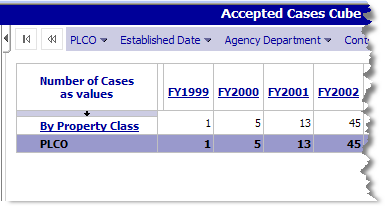 Accepted Cases Cube
PLCO Established Date Agency Department Cont
Number of Cases as values FY1999 FY2000 FY2001 FY2002
By Property Class 1 5 13 45
PLCO 1 5 13 45